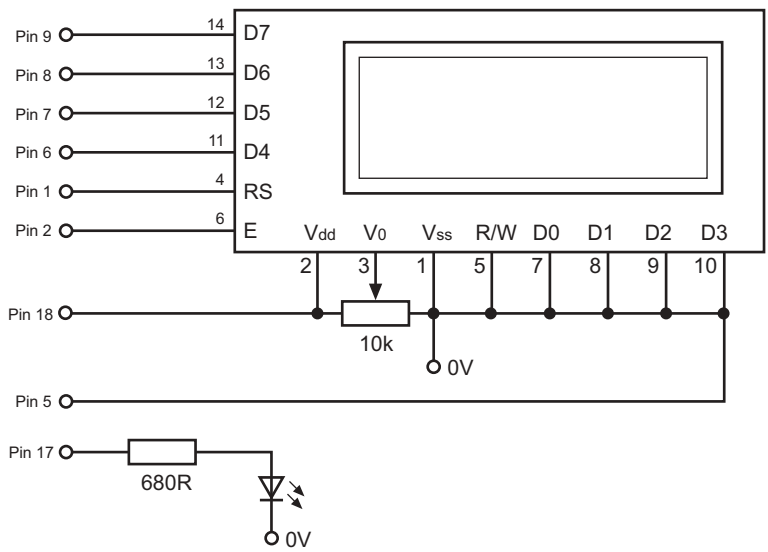 Pin 9 14 D7
Pin 8 13 D6
Pin 7 12 D5
Pin 6 11 D4
Pin 1 4 RS
Pin 2 6 E
Vdd V0 Vss R/W D0 D1 D2 D3
2 3 1 5 7 8 9 10
Pin 18
10k
0V
Pin 5
Pin 17
680R
0V